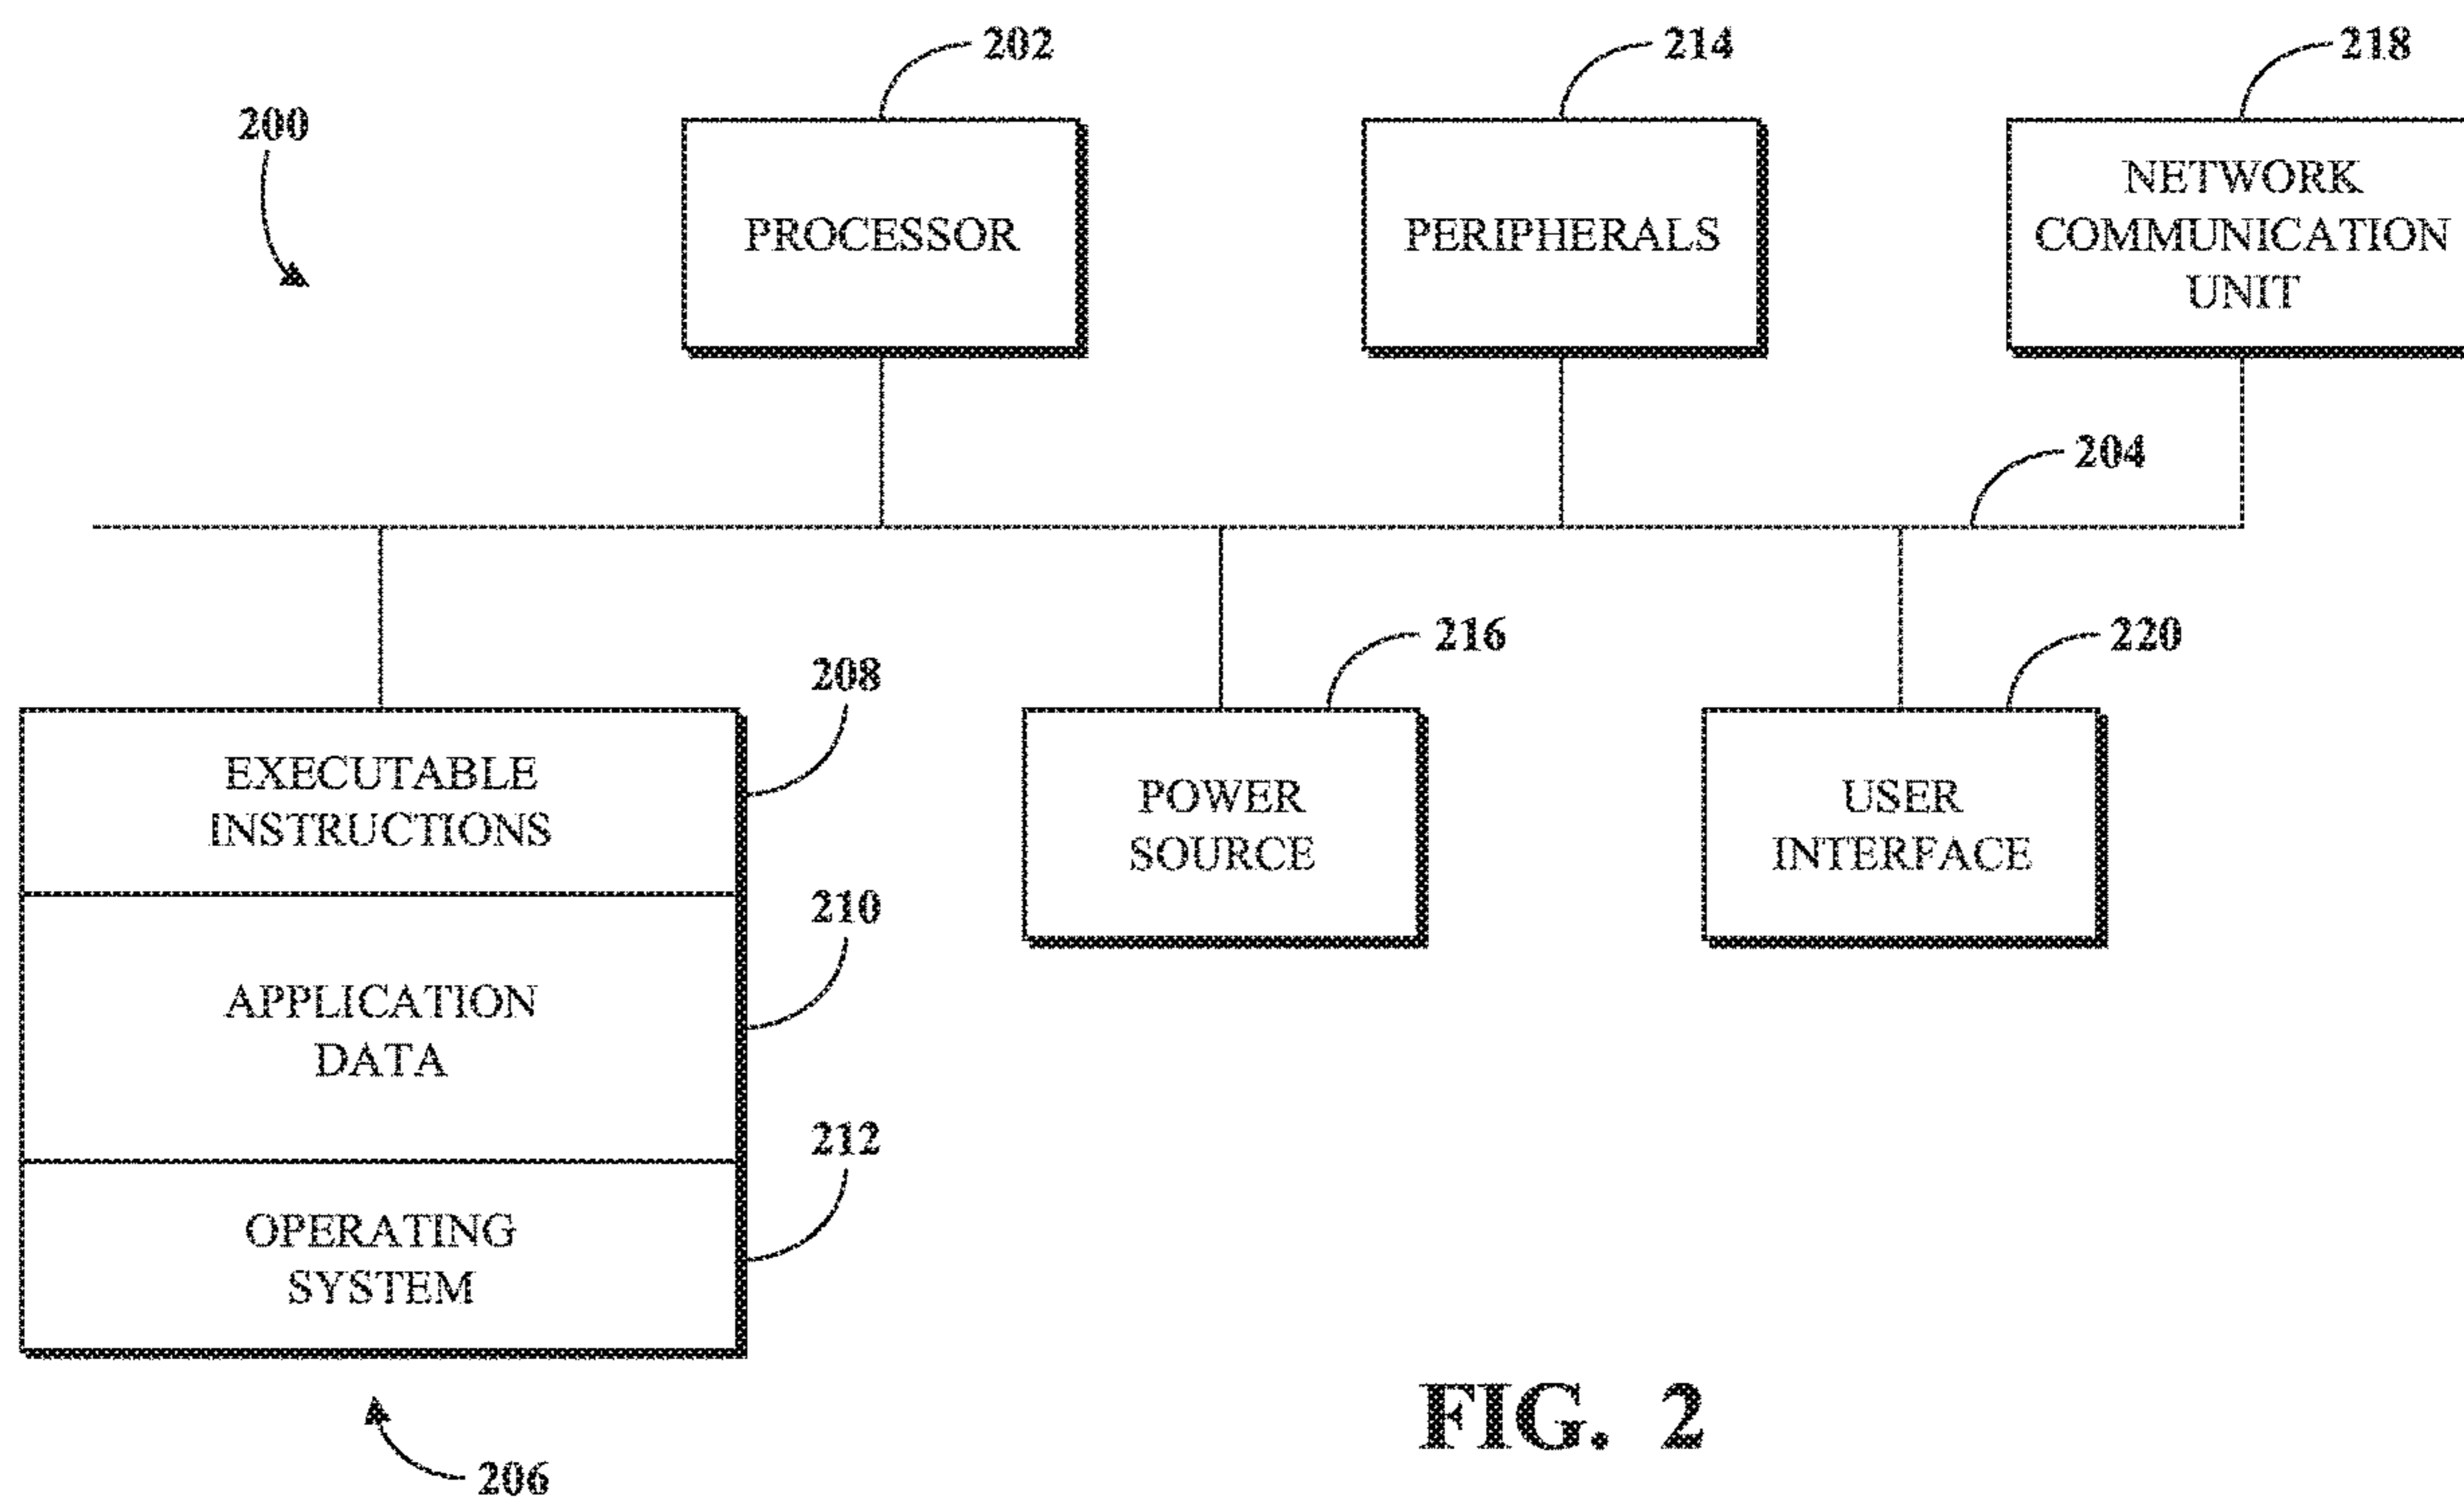 202
214
218
200
PROCESSOR
PERIPHERALS
NETWORK
COMMUNICATION
UNIT
204
208
216
220
EXECUTABLE
INSTRUCTIONS
POWER
SOURCE
USER
INTERFACE
210
APPLICATION
DATA
212
OPERATING
SYSTEM
206
FIG. 2